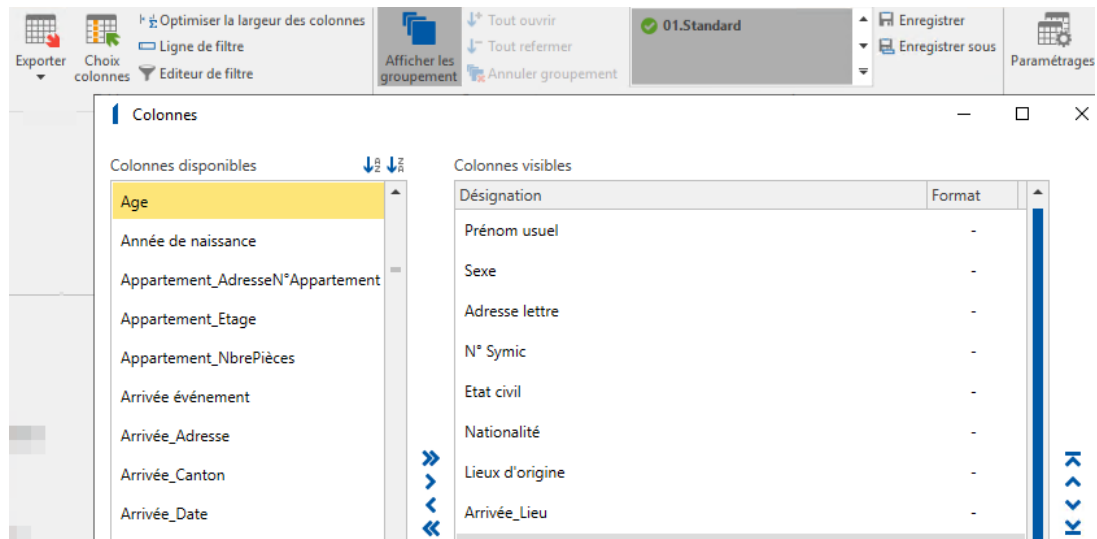 Exporter
Choix colonnes
Optimiser la largeur des colonnes
Ligne de filtre
Editeur de filtre
Afficher les groupement
Tout ouvrir
Tout refermer
Annuler groupement
01.Standard
Enregistrer
Enregistrer sous
Paramétrages
Colonnes
Colonnes disponibles
Colonnes visibles
Age
Année de naissance
Appartement_AdresseN°Appartement
Appartement_Etage
Appartement_NbrePièces
Arrivée événement
Arrivée_Adresse
Arrivée_Canton
Arrivée_Date
Désignation Format
Prénom usuel -
Sexe -
Adresse lettre -
N° Symic -
Etat civil -
Nationalité -
Lieux d'origine -
Arrivée_Lieu -